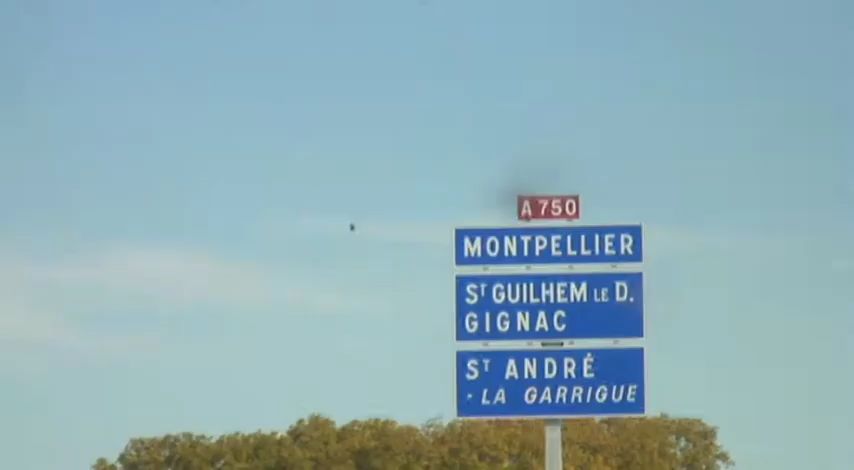 A 750
MONTPELLIER
ST GUILHEM LE D.
GIGNAC
ST ANDRÉ
LA GARRIGUE